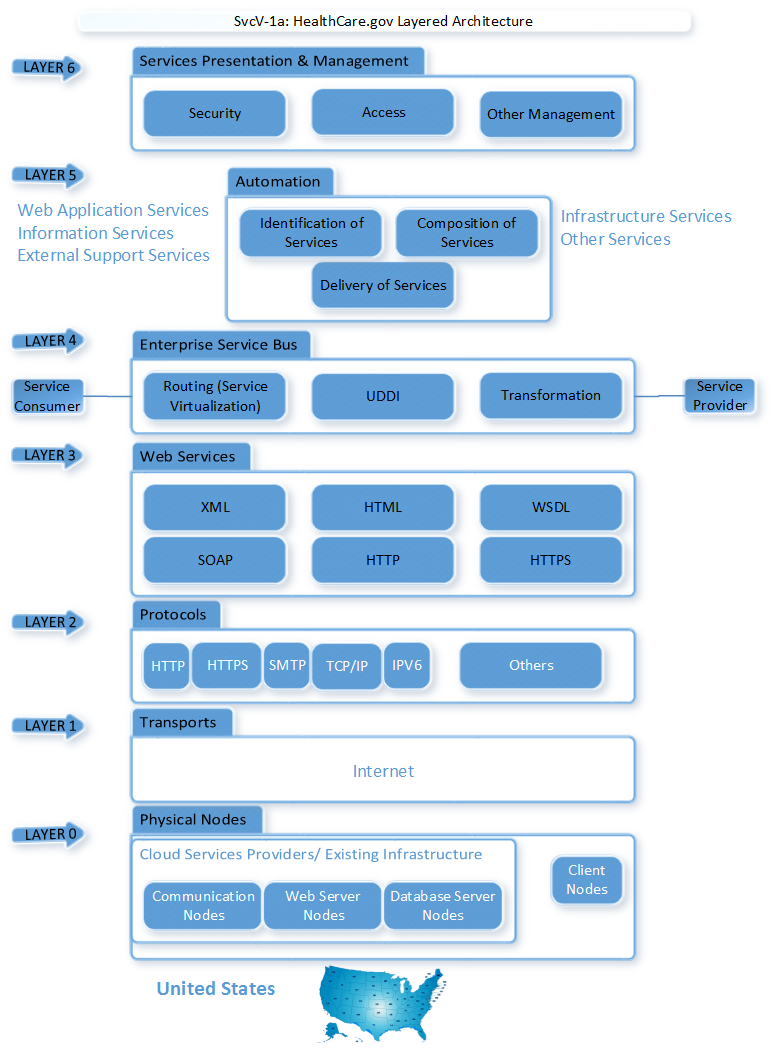 SvcV-1a: HealthCare.gov Layered Architecture
LAYER 6
Services Presentation & Management
Security
Access
Other Management
LAYER 5
Automation
Web Application Services
Information Services
External Support Services
Identification of
Services
Composition of
Services
Delivery of Services
Infrastructure Services
Other Services
LAYER 4
Enterprise Service Bus
Service
Consumer
Routing (Service
Virtualization)
UDDI
Transformation
Service
Provider
LAYER 3
Web Services
XML
HTML
WSDL
SOAP
HTTP
HTTPS
LAYER 2
Protocols
HTTP
HTTPS
SMTP
TCP/IP
IPV6
Others
LAYER 1
Transports
Internet
LAYER 0
Physical Nodes
Cloud Services Providers/ Existing Infrastructure
Communication
Nodes
Web Server
Nodes
Database Server
Nodes
Client
Nodes
United States